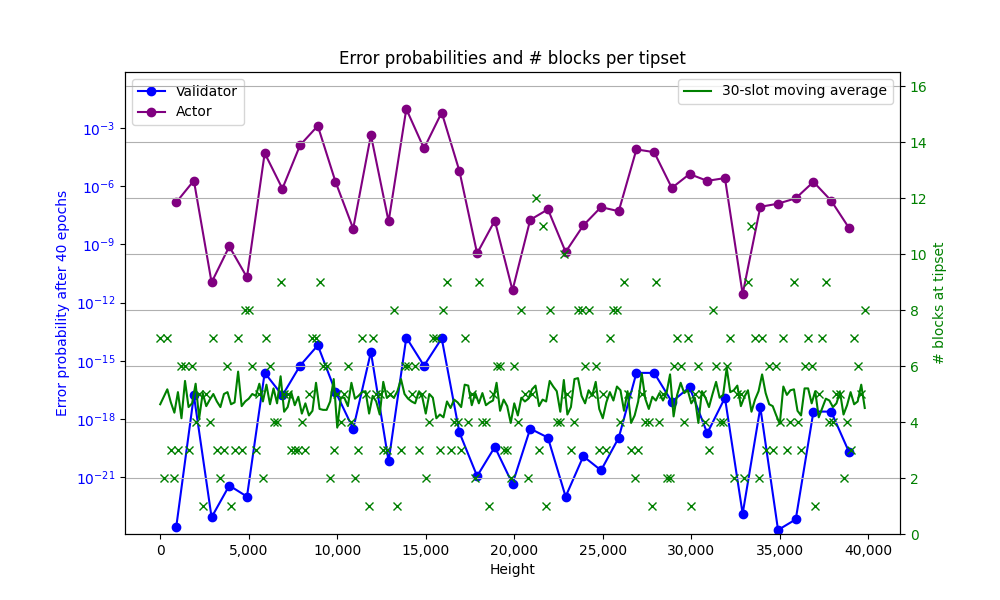 Error probabilities and # blocks per tipset
Validator
Actor
30-slot moving average
Error probability after 40 epochs
10⁻³
10⁻⁶
10⁻⁹
10⁻¹²
10⁻¹⁵
10⁻¹⁸
10⁻²¹
16
14
12
10
8
6
4
2
0
# blocks at tipset
0 5,000 10,000 15,000 20,000 25,000 30,000 35,000 40,000
Height